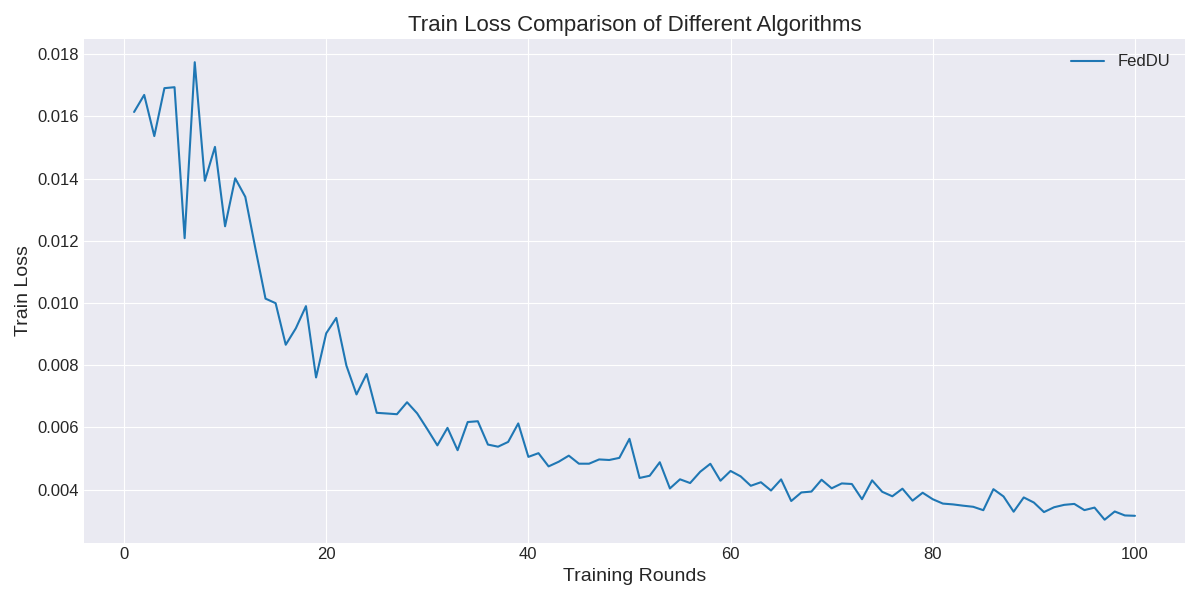 Train Loss Comparison of Different Algorithms
FedDU
0.018
0.016
0.014
0.012
0.010
0.008
0.006
0.004
Train Loss
0 20 40 60 80 100
Training Rounds